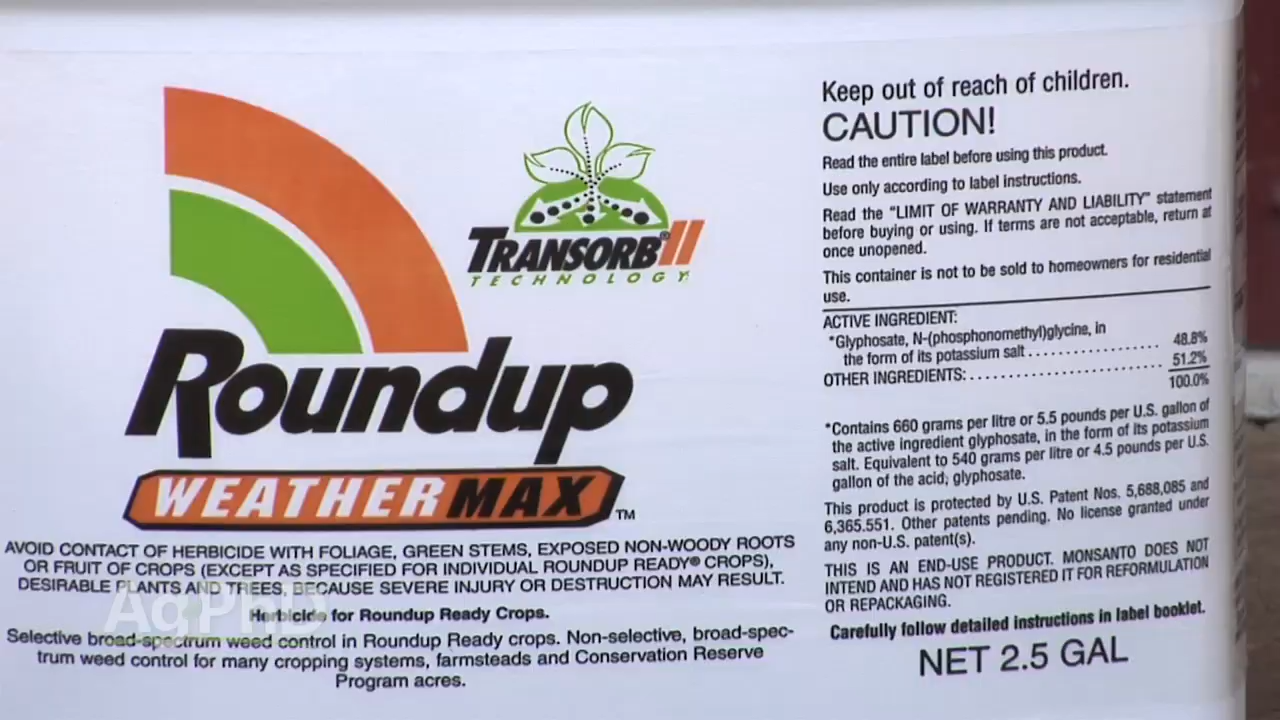 TRANSORB® II
TECHNOLOGY
Roundup
WEATHERMAX ™
AVOID CONTACT OF HERBICIDE WITH FOLIAGE, GREEN STEMS, EXPOSED NON-WOODY ROOTS
OR FRUIT OF CROPS (EXCEPT AS SPECIFIED FOR INDIVIDUAL ROUNDUP READY® CROPS),
DESIRABLE PLANTS AND TREES, BECAUSE SEVERE INJURY OR DESTRUCTION MAY RESULT.
Herbicide for Roundup Ready Crops.
Selective broad-spectrum weed control in Roundup Ready crops. Non-selective, broad-spec-
trum weed control for many cropping systems, farmsteads and Conservation Reserve
Program acres.
AgPhD
Keep out of reach of children.
CAUTION!
Read the entire label before using this product.
Use only according to label instructions.
Read the "LIMIT OF WARRANTY AND LIABILITY" statement
before buying or using. If terms are not acceptable, return at
once unopened.
This container is not to be sold to homeowners for residential
use.
ACTIVE INGREDIENT:
*Glyphosate, N-(phosphonomethyl)glycine, in
the form of its potassium salt . . . . . . . . . . . . . . . . . . . . 48.8%
OTHER INGREDIENTS: . . . . . . . . . . . . . . . . . . . . . . . . . . . . 51.2%
100.0%
*Contains 660 grams per litre or 5.5 pounds per U.S. gallon of
the active ingredient glyphosate, in the form of its potassium
salt. Equivalent to 540 grams per litre or 4.5 pounds per U.S.
gallon of the acid, glyphosate.
This product is protected by U.S. Patent Nos. 5,688,085 and
6,365.551. Other patents pending. No license granted under
any non-U.S. patent(s).
THIS IS AN END-USE PRODUCT. MONSANTO DOES NOT
INTEND AND HAS NOT REGISTERED IT FOR REFORMULATION
OR REPACKAGING.
Carefully follow detailed instructions in label booklet.
NET 2.5 GAL